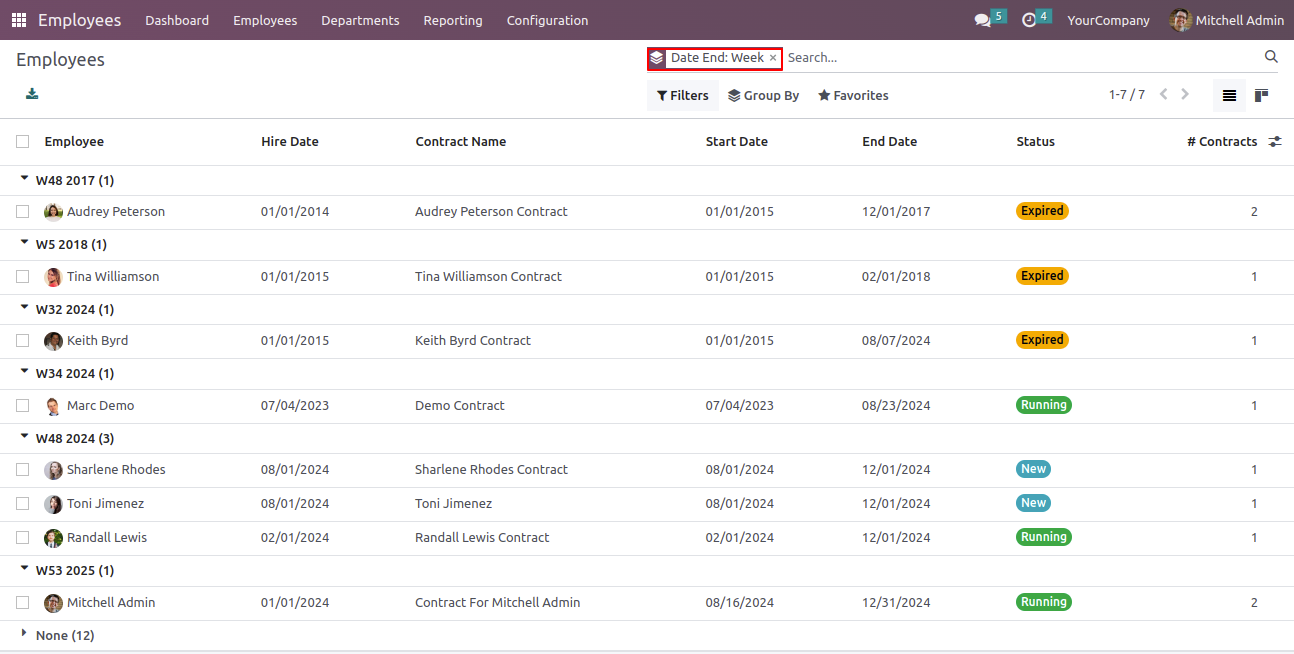 Employees Dashboard Employees Departments Reporting Configuration 5 4 YourCompany Mitchell Admin
Employees Date End: Week × Search...
Filters Group By Favorites 1-7 / 7
Employee Hire Date Contract Name Start Date End Date Status # Contracts
W48 2017 (1)
Audrey Peterson 01/01/2014 Audrey Peterson Contract 01/01/2015 12/01/2017 Expired 2
W5 2018 (1)
Tina Williamson 01/01/2015 Tina Williamson Contract 01/01/2015 02/01/2018 Expired 1
W32 2024 (1)
Keith Byrd 01/01/2015 Keith Byrd Contract 01/01/2015 08/07/2024 Expired 1
W34 2024 (1)
Marc Demo 07/04/2023 Demo Contract 07/04/2023 08/23/2024 Running 1
W48 2024 (3)
Sharlene Rhodes 08/01/2024 Sharlene Rhodes Contract 08/01/2024 12/01/2024 New 1
Toni Jimenez 08/01/2024 Toni Jimenez 08/01/2024 12/01/2024 New 1
Randall Lewis 02/01/2024 Randall Lewis Contract 02/01/2024 12/01/2024 Running 1
W53 2025 (1)
Mitchell Admin 01/01/2024 Contract For Mitchell Admin 08/16/2024 12/31/2024 Running 2
None (12)